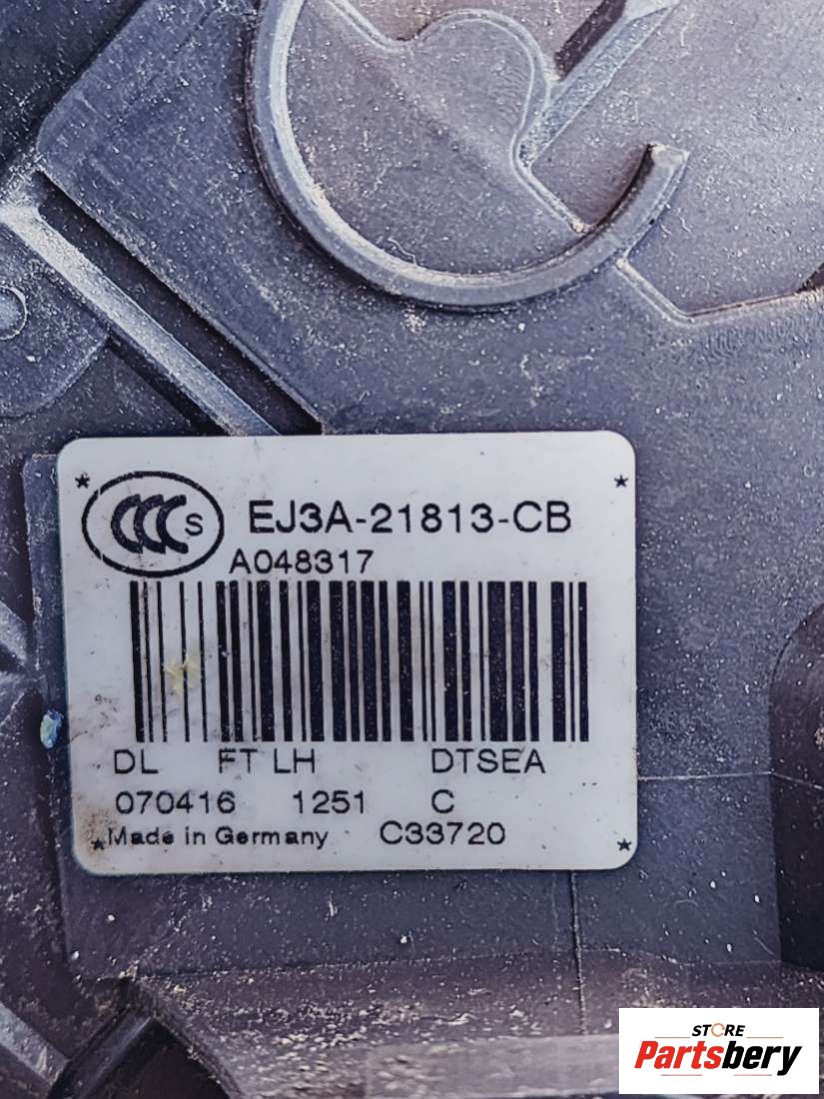 CCC S EJ3A-21813-CB
A048317
DL FT LH DTSEA
070416 1251 C
Made in Germany C33720
STORE
Partsbery